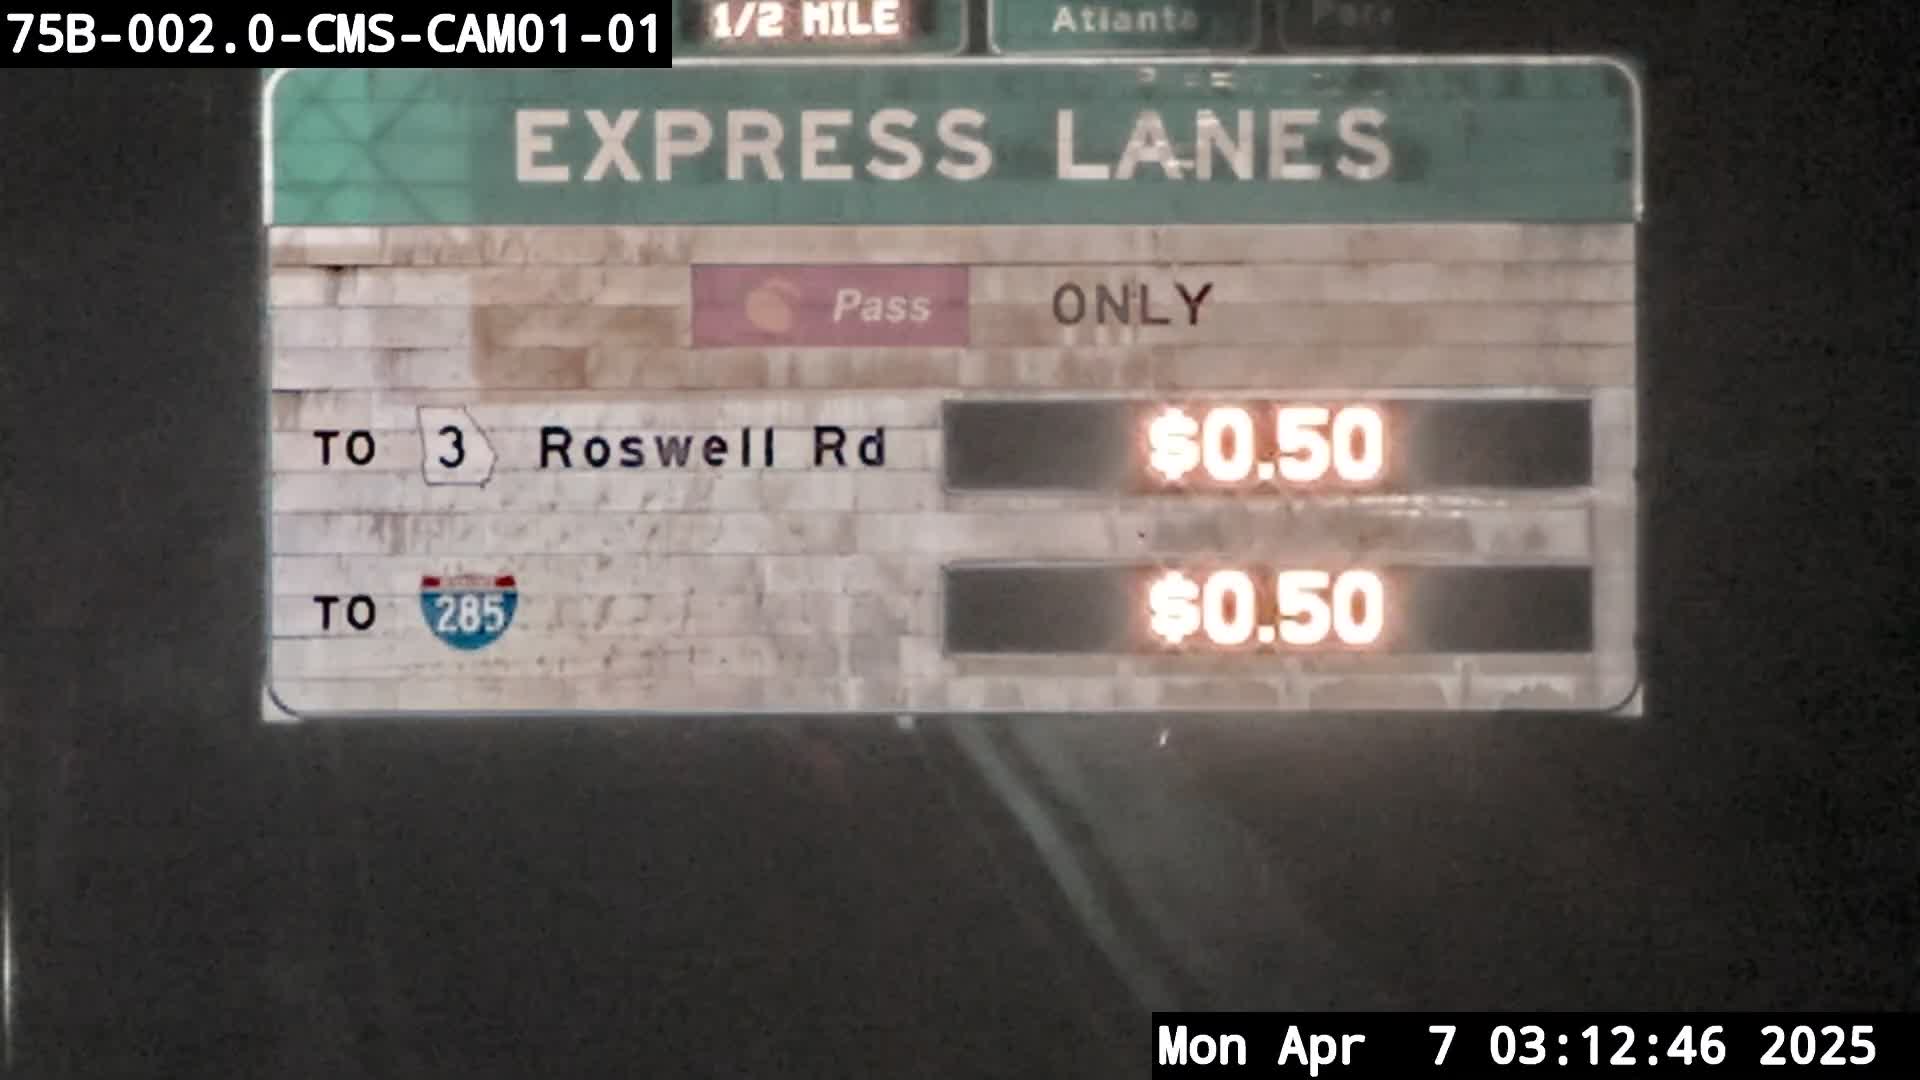 75B-002.0-CMS-CAM01-01
1/2 MILE
Atlanta
EXPRESS LANES
Pass ONLY
TO 3 Roswell Rd $0.50
TO 285 $0.50
Mon Apr 7 03:12:46 2025